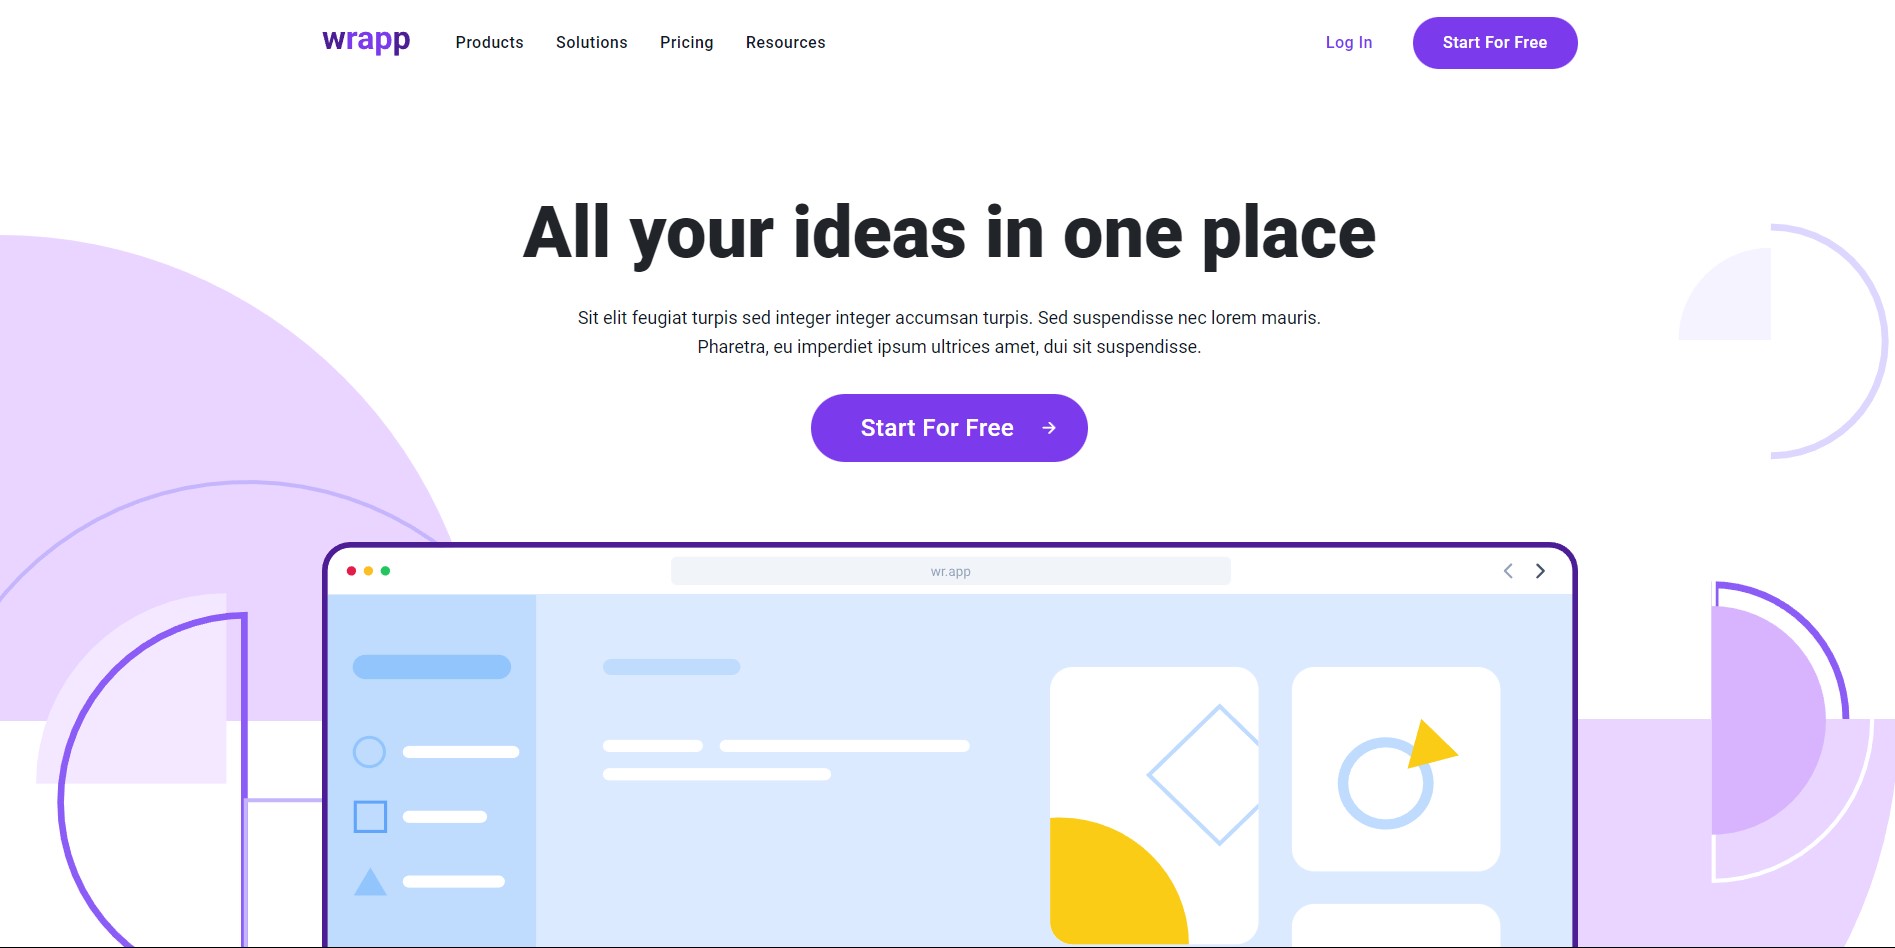 wrapp
Products
Solutions
Pricing
Resources
Log In
Start For Free
All your ideas in one place
Sit elit feugiat turpis sed integer integer accumsan turpis. Sed suspendisse nec lorem mauris.
Pharetra, eu imperdiet ipsum ultrices amet, dui sit suspendisse.
Start For Free
wr.app